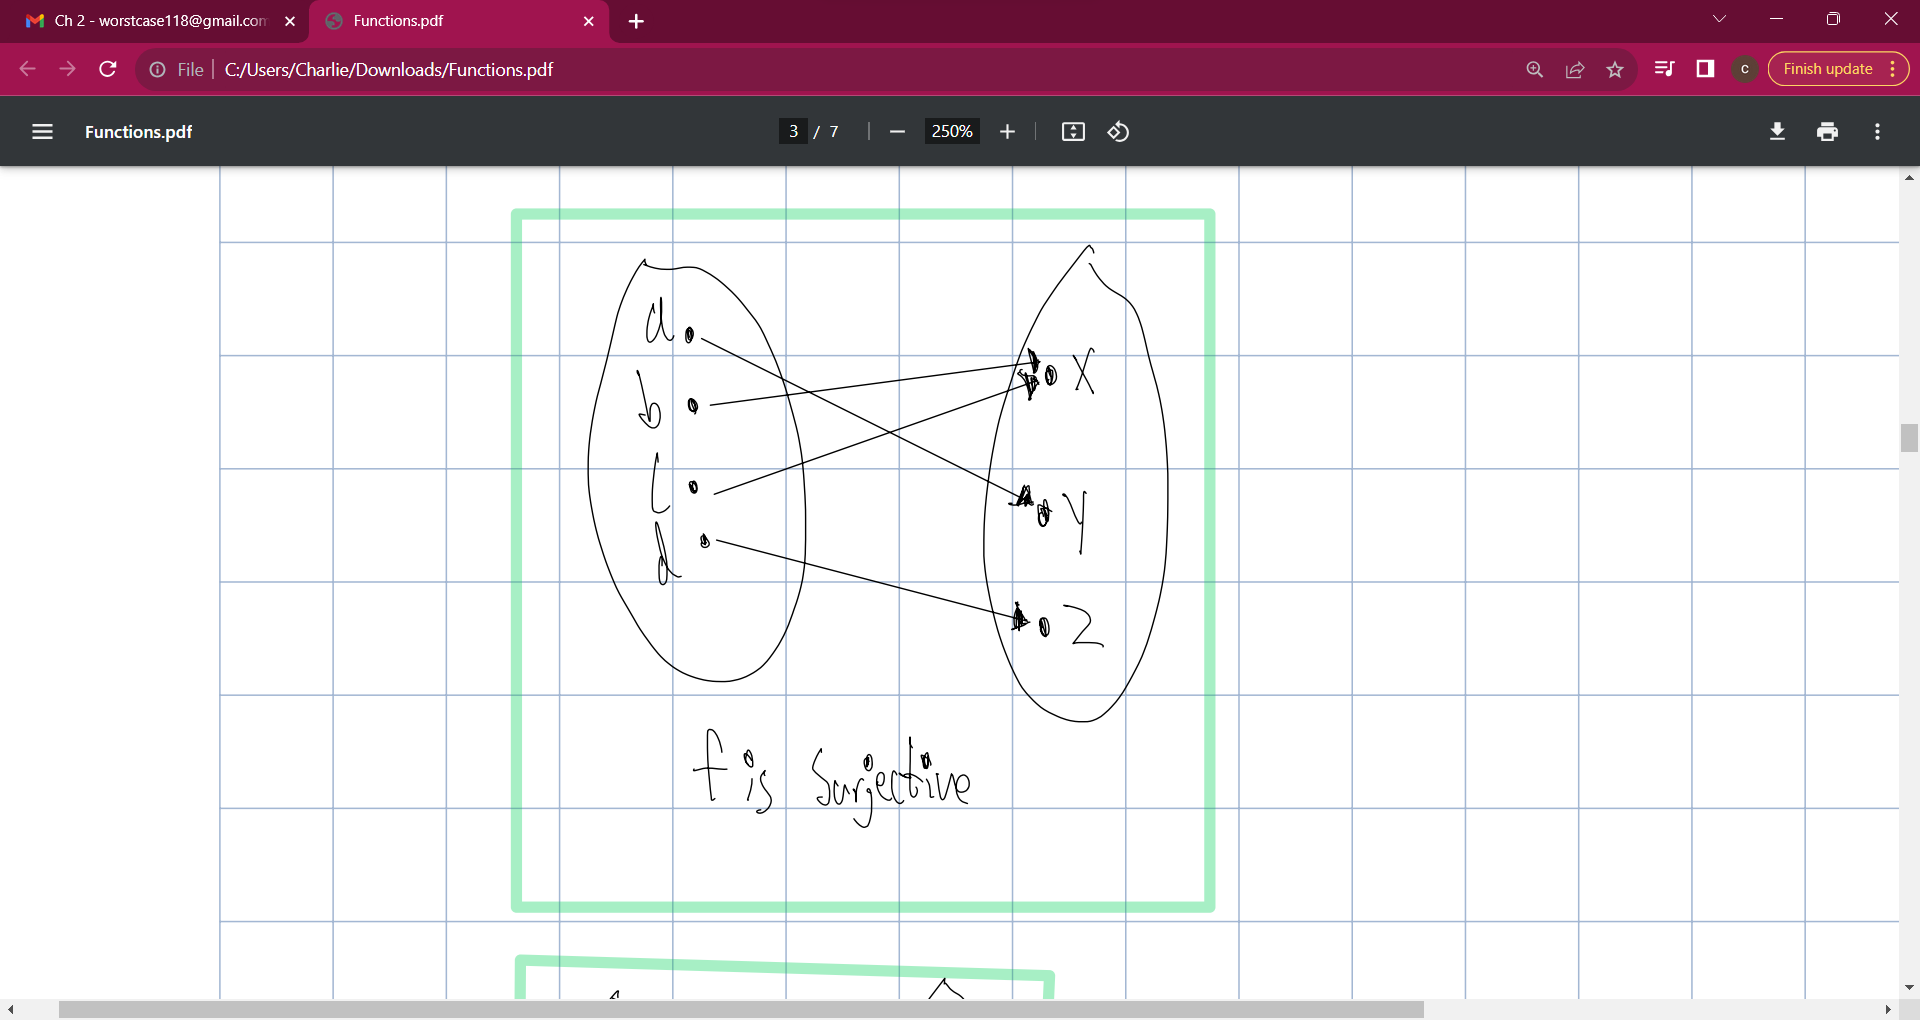 Ch 2 - worstcase118@gmail.com
Functions.pdf
File
C:/Users/Charlie/Downloads/Functions.pdf
c
Finish update
Functions.pdf
3 / 7
250%
d
b
c
d
X
Y
Z
f is surjective